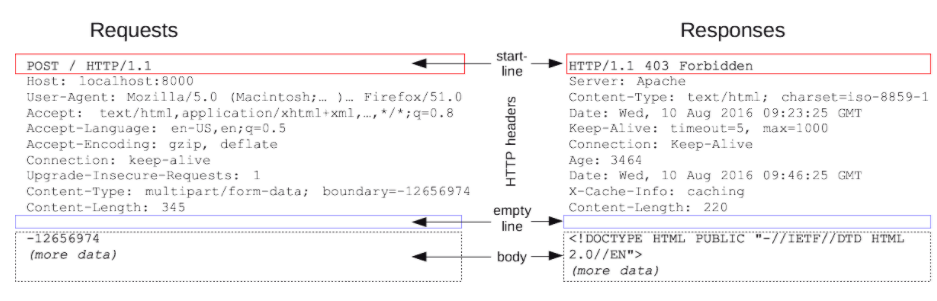 Requests
POST / HTTP/1.1
Host: localhost:8000
User-Agent: Mozilla/5.0 (Macintosh;… )… Firefox/51.0
Accept: text/html,application/xhtml+xml,…,*/*;q=0.8
Accept-Language: en-US,en;q=0.5
Accept-Encoding: gzip, deflate
Connection: keep-alive
Upgrade-Insecure-Requests: 1
Content-Type: multipart/form-data; boundary=-12656974
Content-Length: 345
-12656974
(more data)
start-
line
HTTP headers
empty
line
body
Responses
HTTP/1.1 403 Forbidden
Server: Apache
Content-Type: text/html; charset=iso-8859-1
Date: Wed, 10 Aug 2016 09:23:25 GMT
Keep-Alive: timeout=5, max=1000
Connection: Keep-Alive
Age: 3464
Date: Wed, 10 Aug 2016 09:46:25 GMT
X-Cache-Info: caching
Content-Length: 220
<!DOCTYPE HTML PUBLIC "-//IETF//DTD HTML
2.0//EN">
(more data)